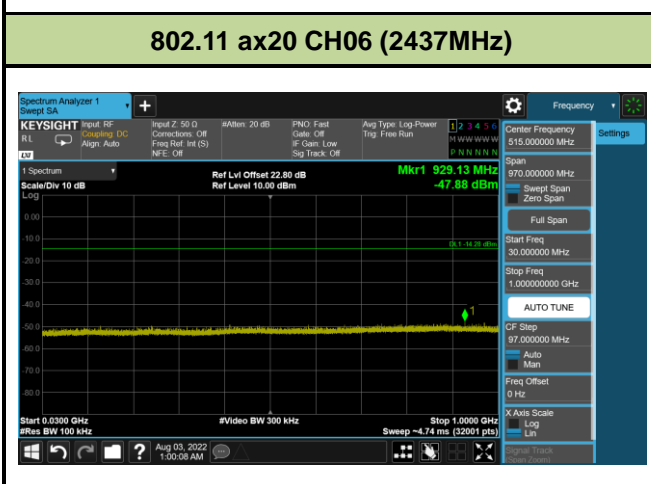 802.11 ax20 CH06 (2437MHz)
Spectrum Analyzer 1
Swept SA
Frequency
KEYSIGHT
R L
LXI
Input: RF
Coupling: DC
Align: Auto
Input Z: 50 Ω
Corrections: Off
Freq Ref: Int (S)
NFE: Off
#Atten: 20 dB
PNO: Fast
Gate: Off
IF Gain: Low
Sig Track: Off
Avg Type: Log-Power
Trig: Free Run
1 2 3 4 5 6
M W W W W W
P N N N N N
Center Frequency
515.000000 MHz
Settings
1 Spectrum
Scale/Div 10 dB
Log
Ref Lvl Offset 22.80 dB
Ref Level 10.00 dBm
Mkr1 929.13 MHz
-47.88 dBm
Span
970.000000 MHz
Swept Span
Zero Span
Full Span
Start Freq
30.000000 MHz
Stop Freq
1.000000000 GHz
AUTO TUNE
CF Step
97.000000 MHz
Auto
Man
Freq Offset
0 Hz
X Axis Scale
Log
Lin
Signal Track
(Span Zoom)
0.00
-10.0
DL1 -14.28 dBm
-20.0
-30.0
-40.0
1
-50.0
-60.0
-70.0
-80.0
Start 0.0300 GHz
#Res BW 100 kHz
#Video BW 300 kHz
Stop 1.0000 GHz
Sweep ~4.74 ms (32001 pts)
?
Aug 03, 2022
1:00:08 AM